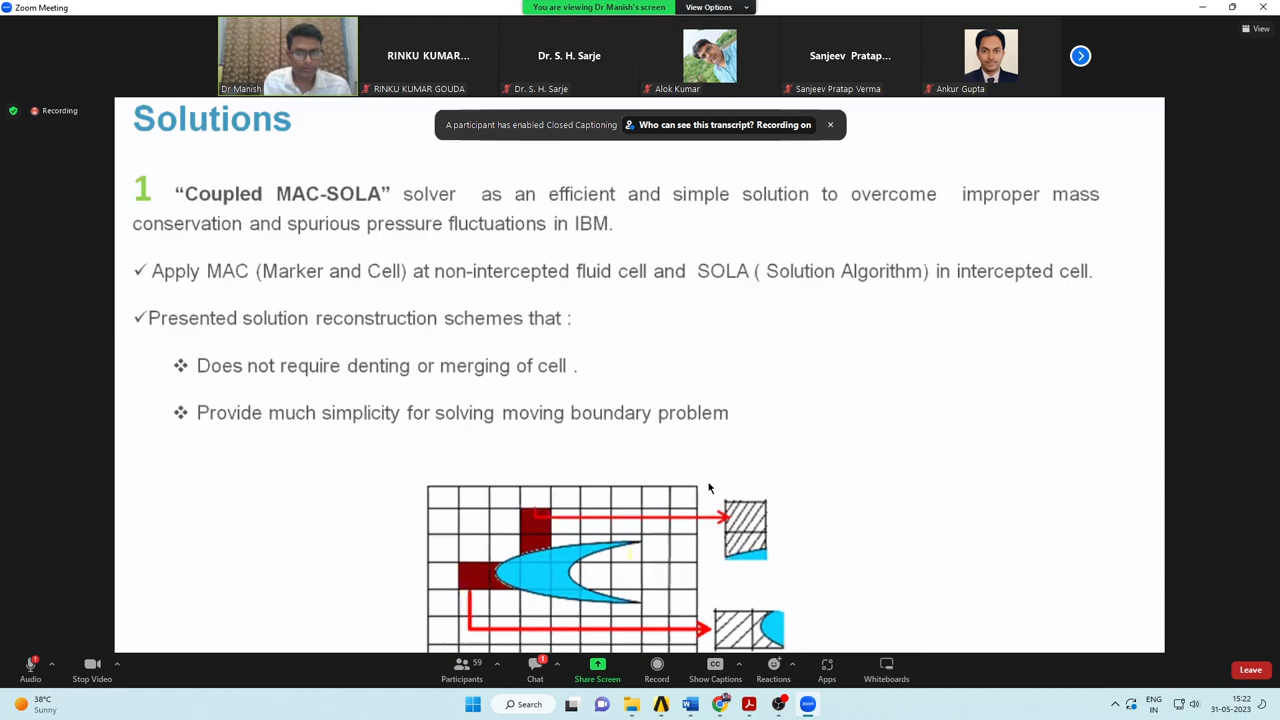 Zoom Meeting
You are viewing Dr Manish's screen
View Options
View
RINKU KUMAR...
Dr. S. H. Sarje
Sanjeev Pratap...
Dr Manish
RINKU KUMAR GOUDA
Dr. S. H. Sarje
Alok Kumar
Sanjeev Pratap Verma
Ankur Gupta
Recording
A participant has enabled Closed Captioning
Who can see this transcript? Recording on
Solutions
1 “Coupled MAC-SOLA” solver as an efficient and simple solution to overcome improper mass
conservation and spurious pressure fluctuations in IBM.
Apply MAC (Marker and Cell) at non-intercepted fluid cell and SOLA ( Solution Algorithm) in intercepted cell.
Presented solution reconstruction schemes that :
Does not require denting or merging of cell .
Provide much simplicity for solving moving boundary problem
59
1
Audio
Stop Video
Participants
Chat
Share Screen
Record
CC
Show Captions
Reactions
Apps
Whiteboards
Leave
38°C
Sunny
Search
ENG
IN
15:22
31-05-2023